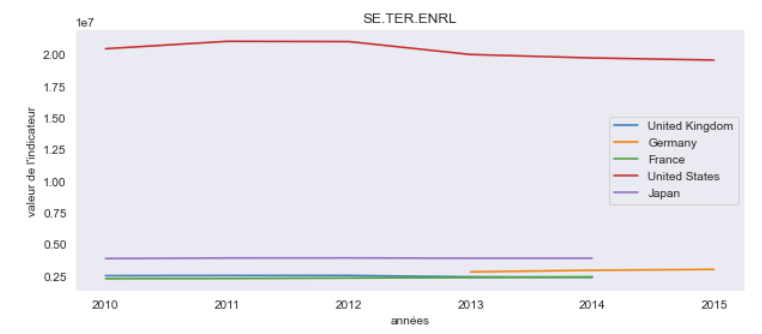 SE.TER.ENRL
1e7
2.00
1.75
1.50
1.25
1.00
0.75
0.50
0.25
valeur de l'indicateur
United Kingdom
Germany
France
United States
Japan
2010 2011 2012 2013 2014 2015
années